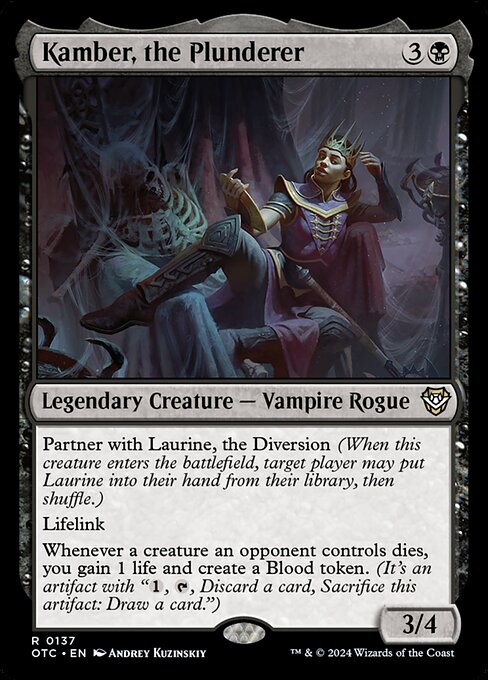 Kamber, the Plunderer 3
Legendary Creature — Vampire Rogue
Partner with Laurine, the Diversion (When this
creature enters the battlefield, target player may put
Laurine into their hand from their library, then
shuffle.)
Lifelink
Whenever a creature an opponent controls dies,
you gain 1 life and create a Blood token. (It's an
artifact with “1, , Discard a card, Sacrifice this
artifact: Draw a card.”)
3/4
R 0137
OTC • EN Andrey Kuzinskiy
™ & © 2024 Wizards of the Coast